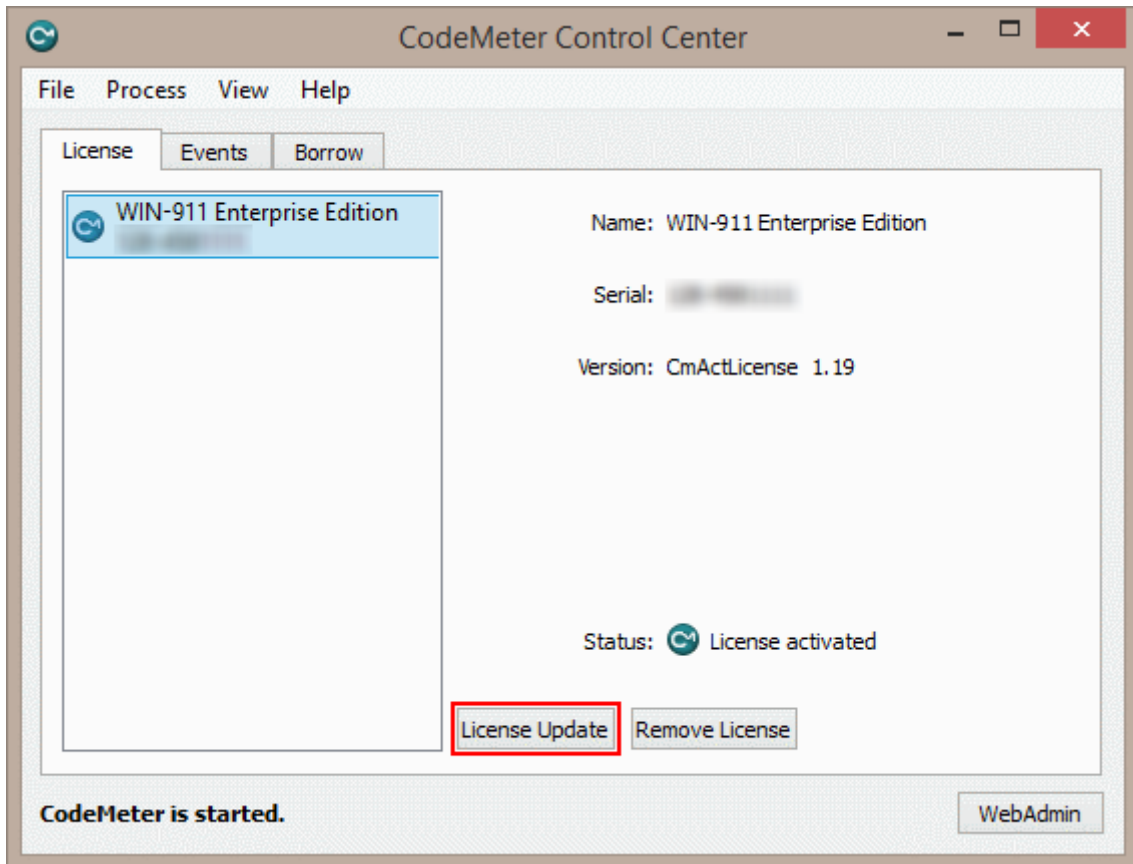 CodeMeter Control Center
File Process View Help
License Events Borrow
WIN-911 Enterprise Edition
Name: WIN-911 Enterprise Edition
Serial:
Version: CmActLicense 1.19
Status: License activated
License Update Remove License
CodeMeter is started.
WebAdmin